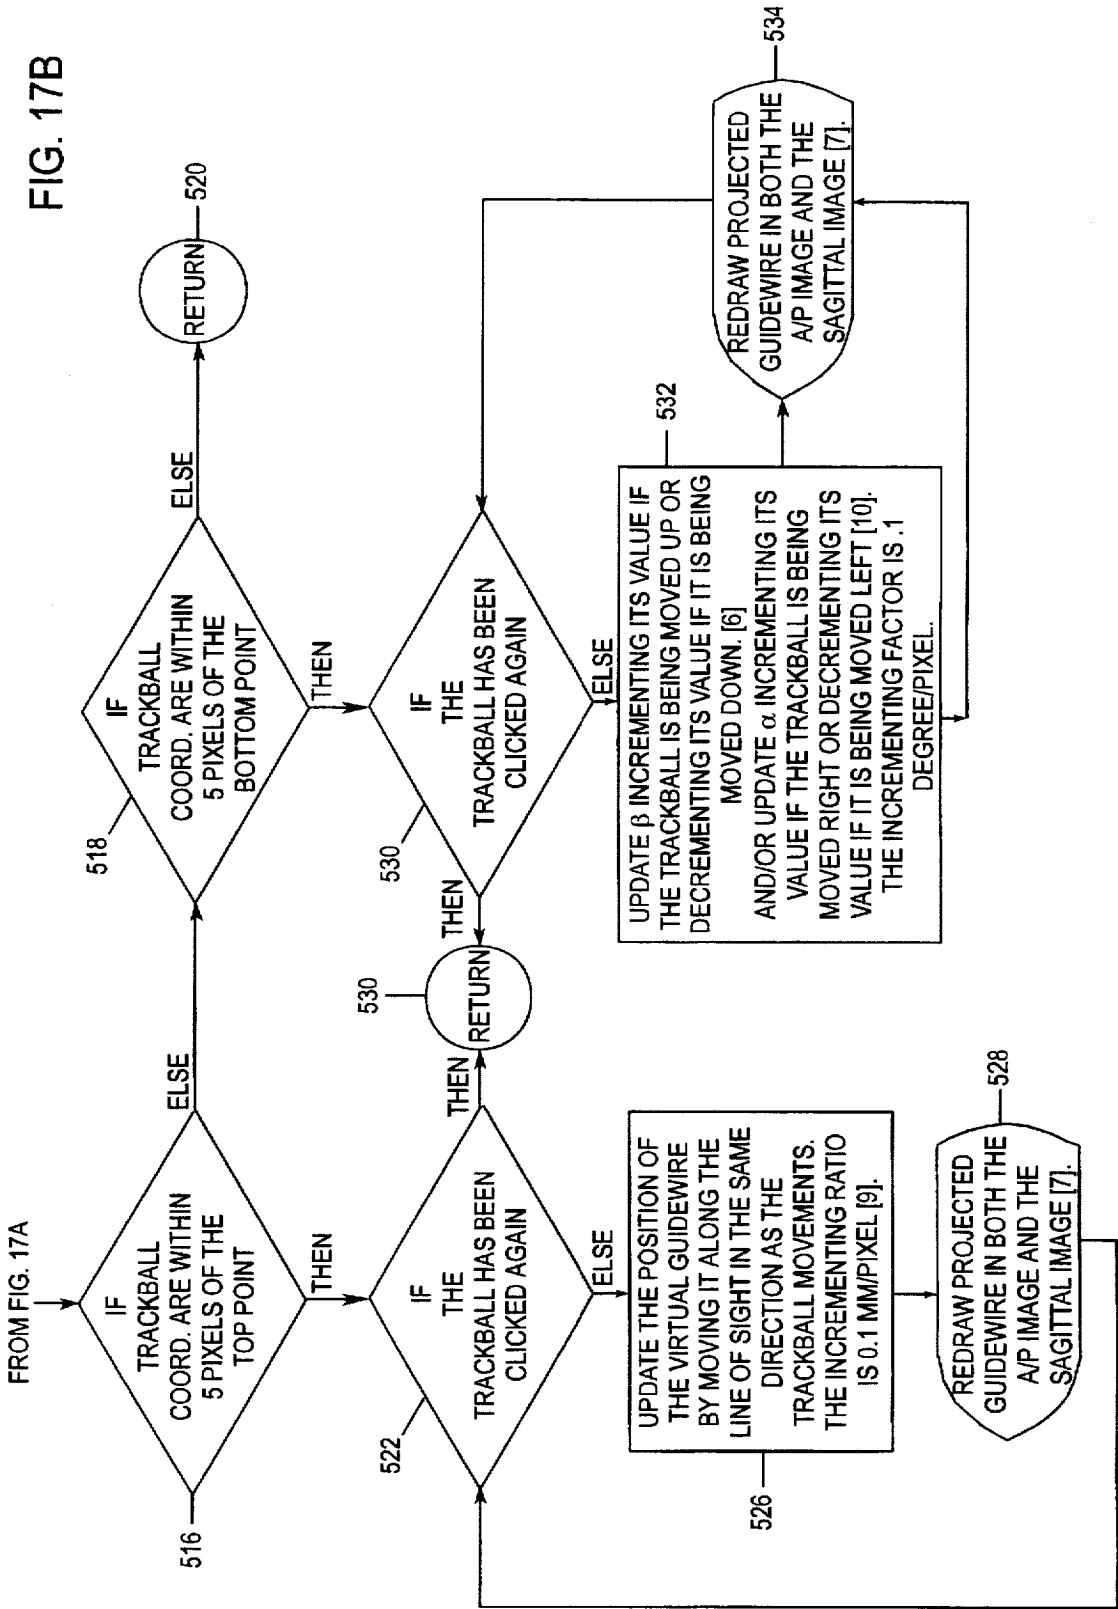 FIG. 17B
FROM FIG. 17A
IF
TRACKBALL
COORD. ARE WITHIN
5 PIXELS OF THE
TOP POINT
516
ELSE
THEN
IF
TRACKBALL
COORD. ARE WITHIN
5 PIXELS OF THE
BOTTOM POINT
518
ELSE
RETURN
520
THEN
IF
THE
TRACKBALL HAS BEEN
CLICKED AGAIN
522
THEN
ELSE
RETURN
530
IF
THE
TRACKBALL HAS BEEN
CLICKED AGAIN
530
THEN
ELSE
UPDATE THE POSITION OF
THE VIRTUAL GUIDEWIRE
BY MOVING IT ALONG THE
LINE OF SIGHT IN THE SAME
DIRECTION AS THE
TRACKBALL MOVEMENTS.
THE INCREMENTING RATIO
IS 0.1 MM/PIXEL [9].
526
REDRAW PROJECTED
GUIDEWIRE IN BOTH THE
A/P IMAGE AND THE
SAGITTAL IMAGE [7].
528
UPDATE β INCREMENTING ITS VALUE IF
THE TRACKBALL IS BEING MOVED UP OR
DECREMENTING ITS VALUE IF IT IS BEING
MOVED DOWN. [6]
AND/OR UPDATE α INCREMENTING ITS
VALUE IF THE TRACKBALL IS BEING
MOVED RIGHT OR DECREMENTING ITS
VALUE IF IT IS BEING MOVED LEFT [10].
THE INCREMENTING FACTOR IS .1
DEGREE/PIXEL.
532
REDRAW PROJECTED
GUIDEWIRE IN BOTH THE
A/P IMAGE AND THE
SAGITTAL IMAGE [7].
534